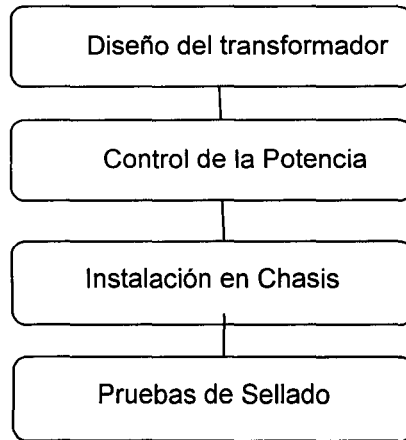 Diseño del transformador
Control de la Potencia
Instalación en Chasis
Pruebas de Sellado